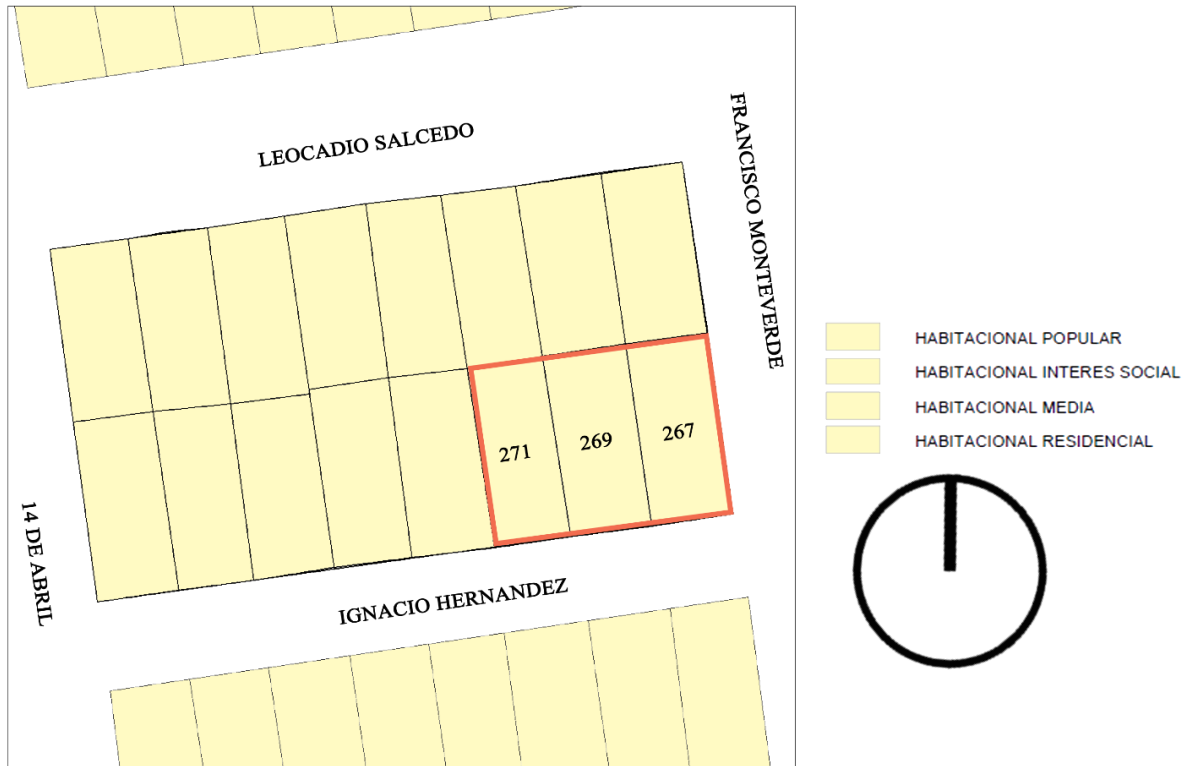 LEOCADIO SALCEDO
FRANCISCO MONTEVERDE
271
269
267
14 DE ABRIL
IGNACIO HERNANDEZ
HABITACIONAL POPULAR
HABITACIONAL INTERES SOCIAL
HABITACIONAL MEDIA
HABITACIONAL RESIDENCIAL